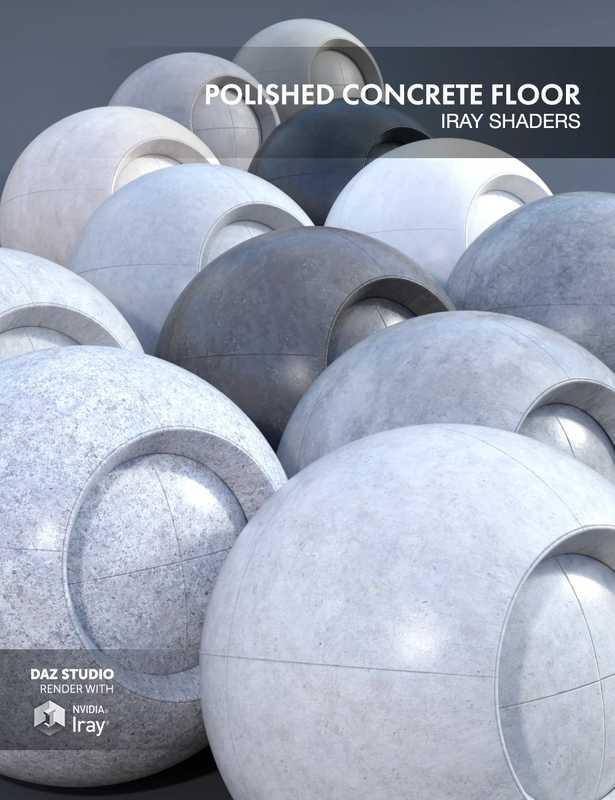 POLISHED CONCRETE FLOOR
IRAY SHADERS
DAZ STUDIO
RENDER WITH
NVIDIA®
Iray®